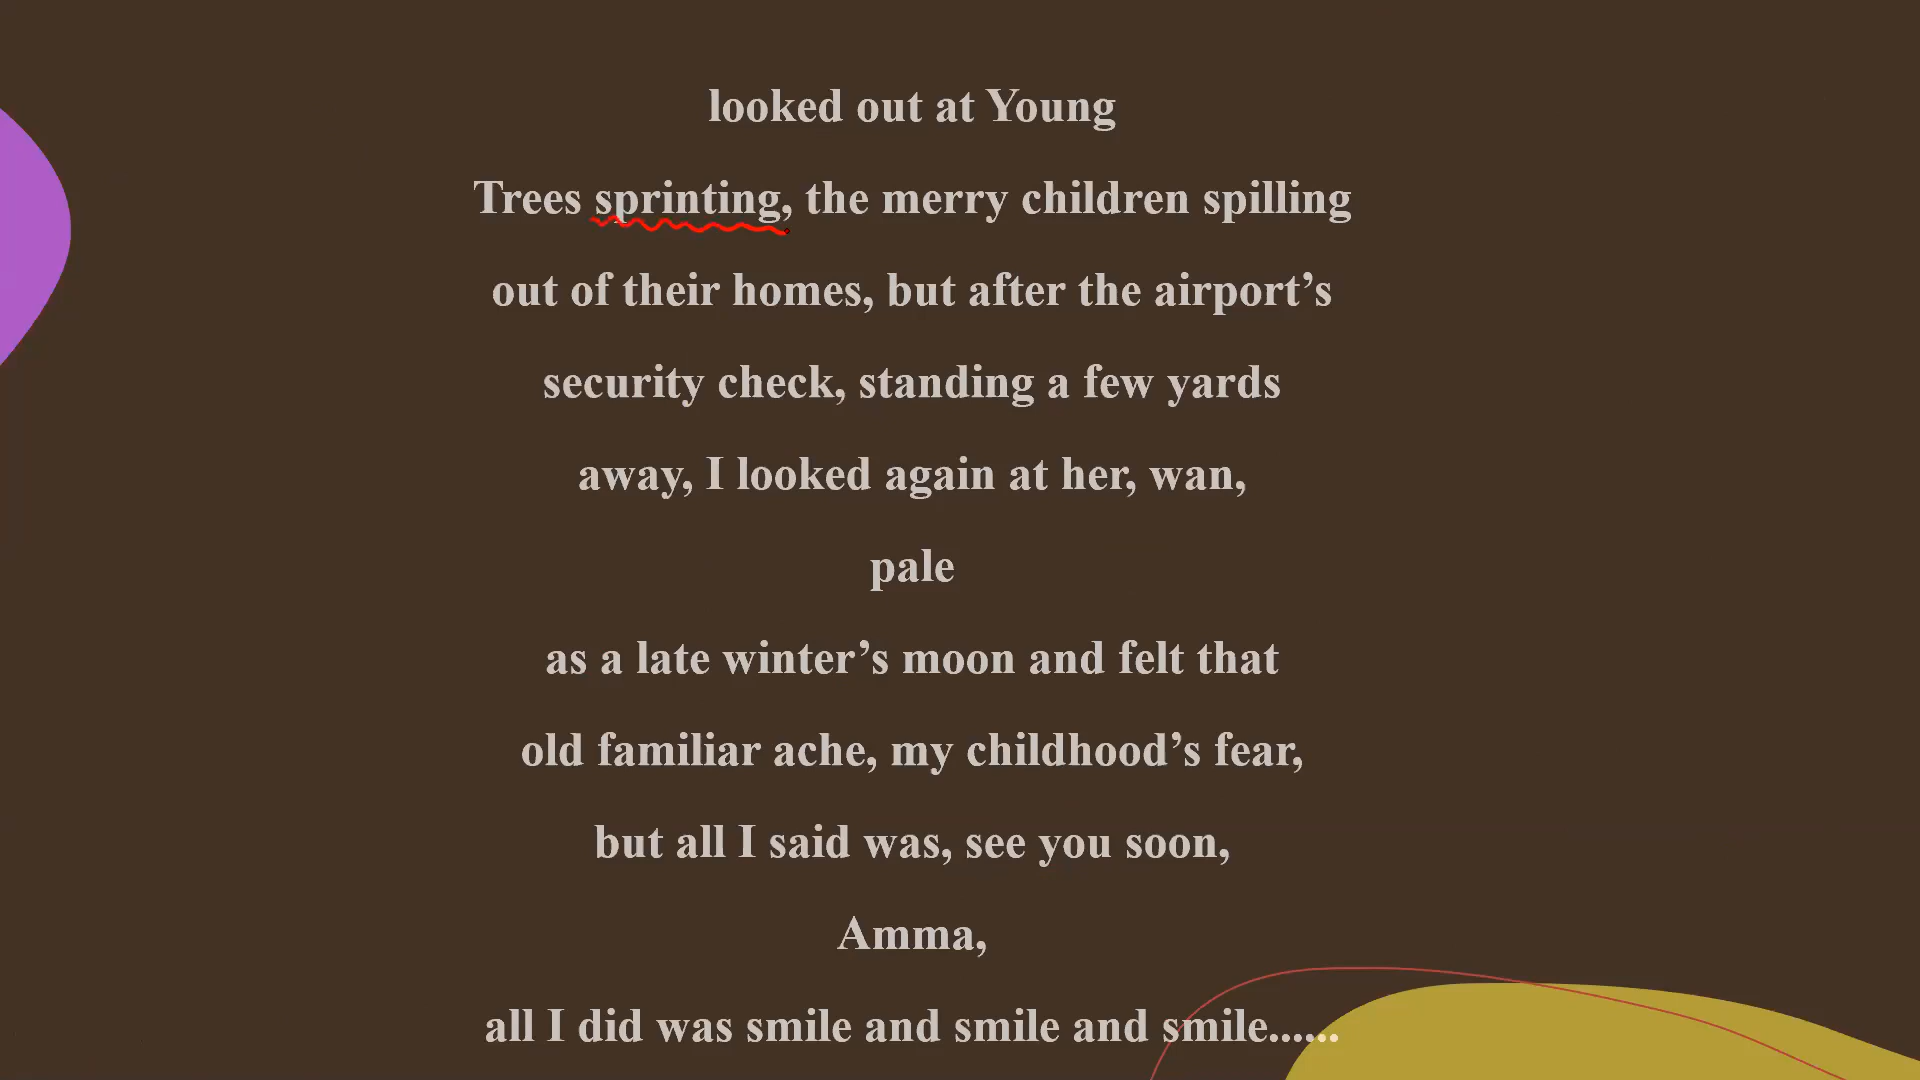 looked out at Young
Trees sprinting, the merry children spilling
out of their homes, but after the airport’s
security check, standing a few yards
away, I looked again at her, wan,
pale
as a late winter’s moon and felt that
old familiar ache, my childhood’s fear,
but all I said was, see you soon,
Amma,
all I did was smile and smile and smile......